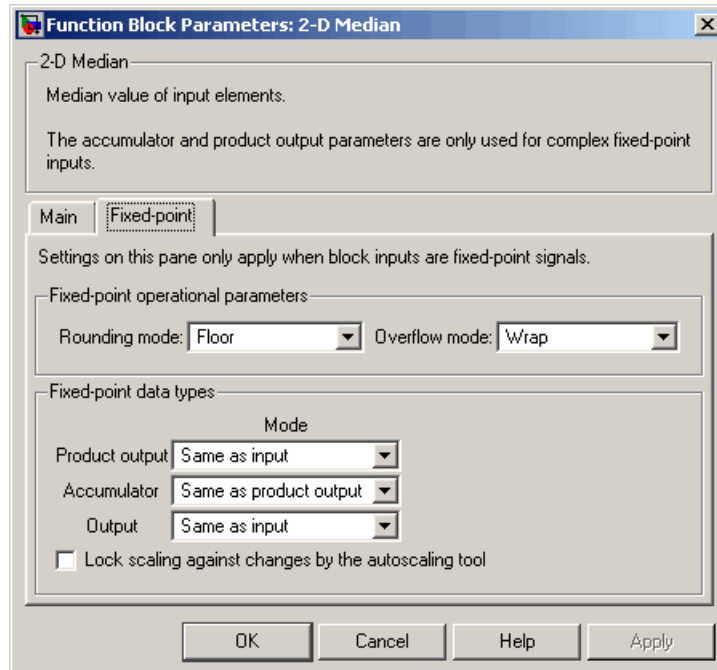 Function Block Parameters: 2-D Median
2-D Median
Median value of input elements.
The accumulator and product output parameters are only used for complex fixed-point
inputs.
Main Fixed-point
Settings on this pane only apply when block inputs are fixed-point signals.
Fixed-point operational parameters
Rounding mode: Floor Overflow mode: Wrap
Fixed-point data types
Mode
Product output Same as input
Accumulator Same as product output
Output Same as input
Lock scaling against changes by the autoscaling tool
OK Cancel Help Apply